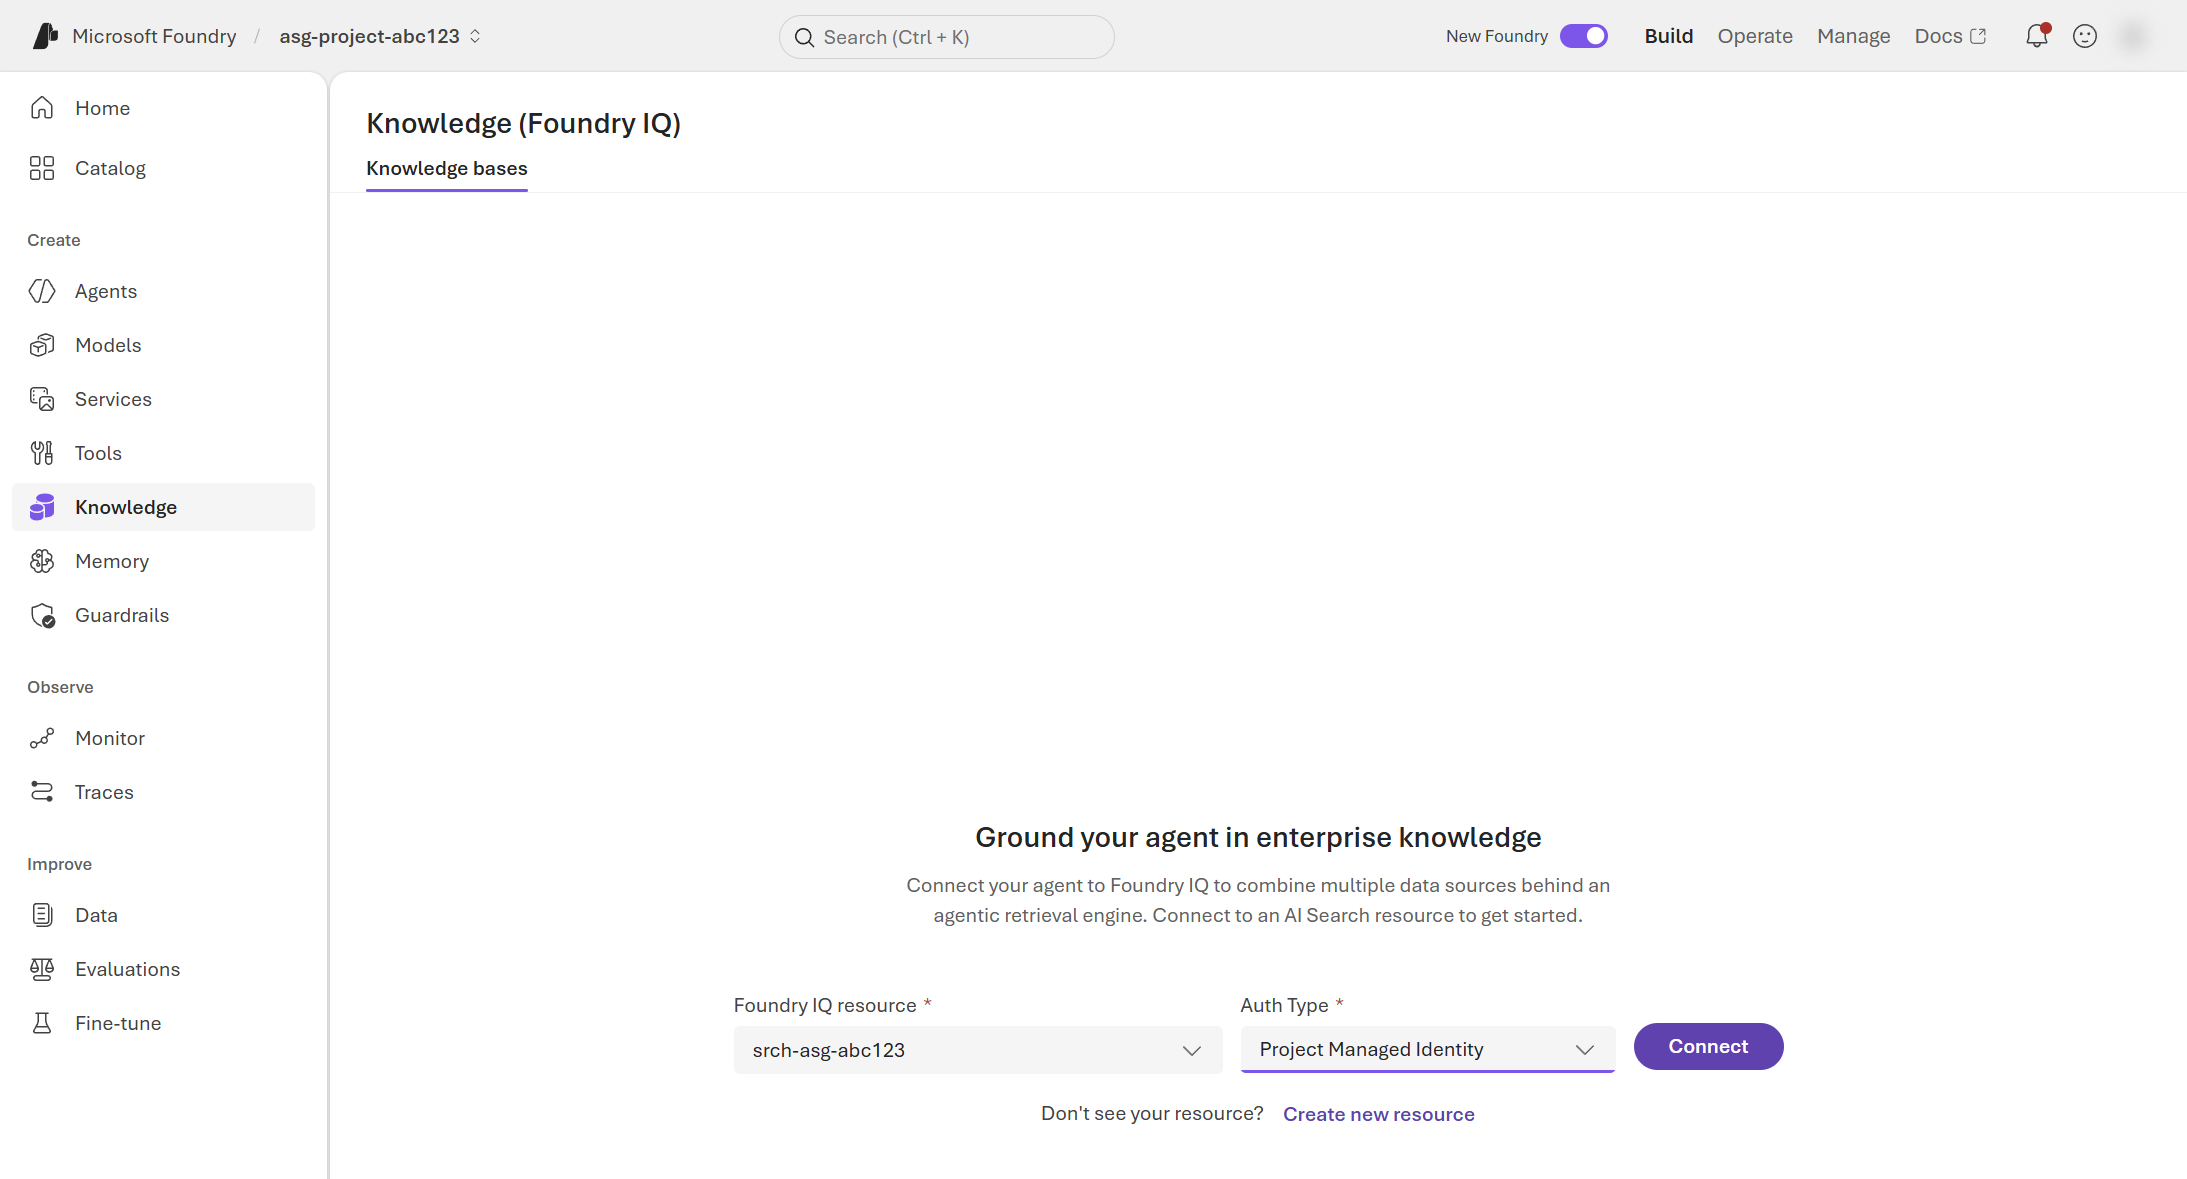 Microsoft Foundry / asg-project-abc123
Search (Ctrl + K)
New Foundry
Build
Operate
Manage
Docs
Home
Catalog
Create
Agents
Models
Services
Tools
Knowledge
Memory
Guardrails
Observe
Monitor
Traces
Improve
Data
Evaluations
Fine-tune
Knowledge (Foundry IQ)
Knowledge bases
Ground your agent in enterprise knowledge
Connect your agent to Foundry IQ to combine multiple data sources behind an
agentic retrieval engine. Connect to an AI Search resource to get started.
Foundry IQ resource *
srch-asg-abc123
Auth Type *
Project Managed Identity
Connect
Don't see your resource? Create new resource